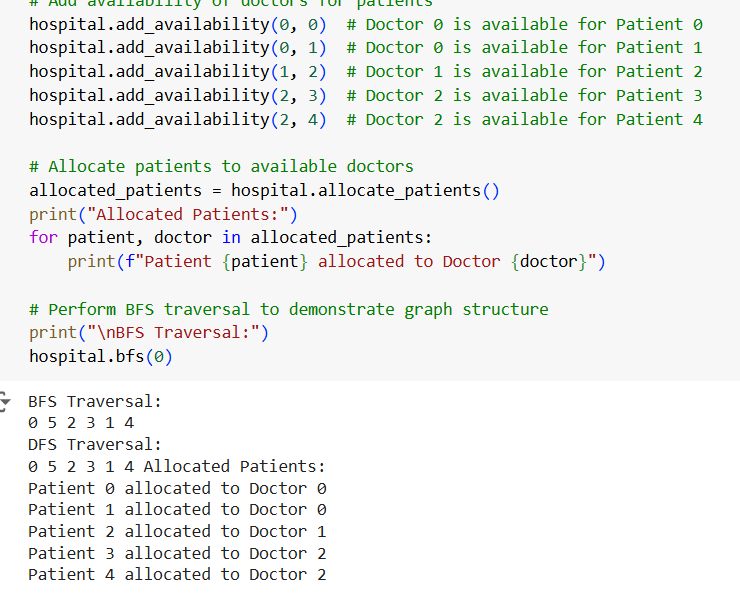 # Add availability of doctors for patients
hospital.add_availability(0, 0)  # Doctor 0 is available for Patient 0
hospital.add_availability(0, 1)  # Doctor 0 is available for Patient 1
hospital.add_availability(1, 2)  # Doctor 1 is available for Patient 2
hospital.add_availability(2, 3)  # Doctor 2 is available for Patient 3
hospital.add_availability(2, 4)  # Doctor 2 is available for Patient 4

# Allocate patients to available doctors
allocated_patients = hospital.allocate_patients()
print("Allocated Patients:")
for patient, doctor in allocated_patients:
    print(f"Patient {patient} allocated to Doctor {doctor}")

# Perform BFS traversal to demonstrate graph structure
print("\nBFS Traversal:")
hospital.bfs(0)

BFS Traversal:
0 5 2 3 1 4
DFS Traversal:
0 5 2 3 1 4 Allocated Patients:
Patient 0 allocated to Doctor 0
Patient 1 allocated to Doctor 0
Patient 2 allocated to Doctor 1
Patient 3 allocated to Doctor 2
Patient 4 allocated to Doctor 2